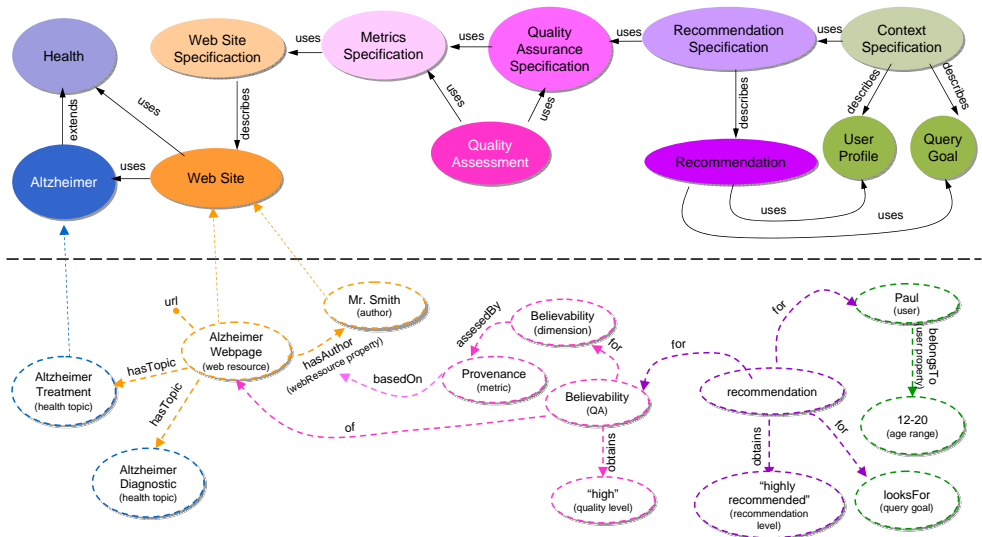 Health
Web Site
Specificaction
Metrics
Specification
Quality
Assurance
Specification
Recommendation
Specification
Context
Specification
uses
uses
uses
uses
uses
extends
uses
describes
uses
uses
describes
describes
describes
Altzheimer
uses
Web Site
Quality
Assessment
Recommendation
User
Profile
Query
Goal
uses
uses
url
Mr. Smith
(author)
Alzheimer
Webpage
(web resource)
hasAuthor
(webResource property)
hasTopic
hasTopic
Altzheimer
Treatment
(health topic)
Altzheimer
Diagnostic
(health topic)
assesedBy
Believability
(dimension)
for
basedOn
Provenance
(metric)
Believability
(QA)
of
obtains
“high”
(quality level)
for
for
Paul
(user)
belongsTo
user property)
recommendation
12-20
(age range)
obtains
for
“highly
recommended”
(recommendation
level)
looksFor
(query goal)